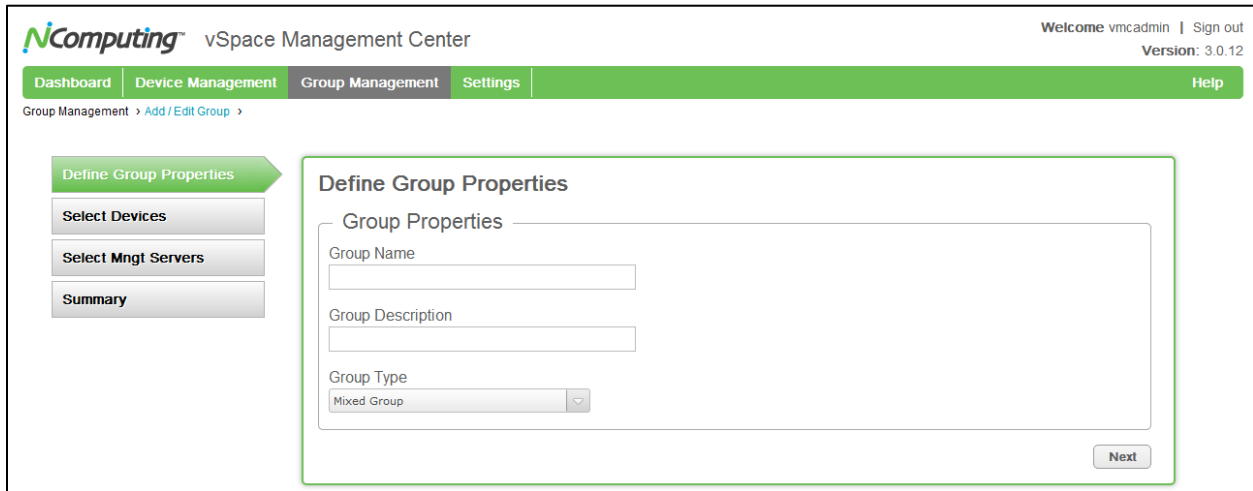 NComputing™ vSpace Management Center
Welcome vmcadmin | Sign out
Version: 3.0.12
Dashboard Device Management Group Management Settings Help
Group Management › Add / Edit Group ›
Define Group Properties
Select Devices
Select Mngt Servers
Summary
Define Group Properties
Group Properties
Group Name
Group Description
Group Type
Mixed Group
Next